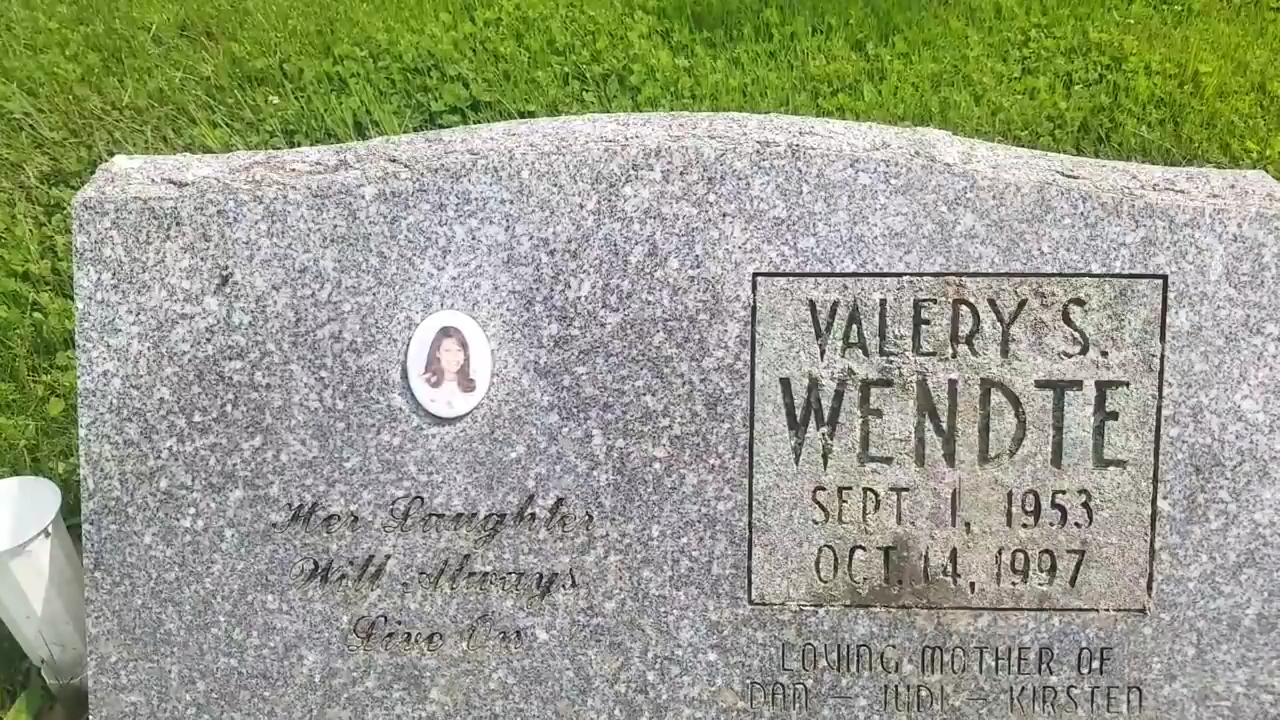 Her Laughter
Will Always
Live On
VALERY S.
WENDTE
SEPT. 1, 1953
OCT. 14, 1997
LOVING MOTHER OF
DAN – JUDI – KIRSTEN